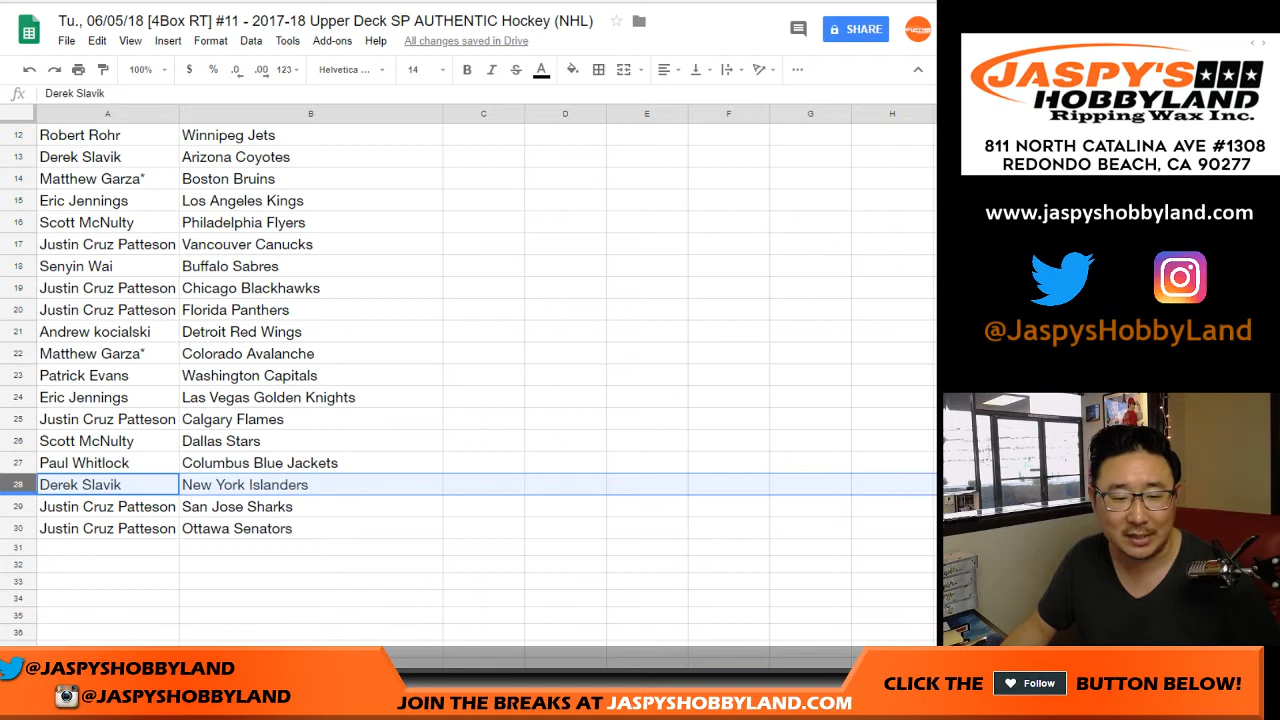 Tu., 06/05/18 [4Box RT] #11 - 2017-18 Upper Deck SP AUTHENTIC Hockey (NHL)
File Edit View Insert Format Data Tools Add-ons Help All changes saved in Drive
SHARE
100% $ % .0 .00 123 Helvetica ... 14 B I S A
fx Derek Slavik
A B C D E F G H
12 Robert Rohr Winnipeg Jets
13 Derek Slavik Arizona Coyotes
14 Matthew Garza* Boston Bruins
15 Eric Jennings Los Angeles Kings
16 Scott McNulty Philadelphia Flyers
17 Justin Cruz Patteson Vancouver Canucks
18 Senyin Wai Buffalo Sabres
19 Justin Cruz Patteson Chicago Blackhawks
20 Justin Cruz Patteson Florida Panthers
21 Andrew kocialski Detroit Red Wings
22 Matthew Garza* Colorado Avalanche
23 Patrick Evans Washington Capitals
24 Eric Jennings Las Vegas Golden Knights
25 Justin Cruz Patteson Calgary Flames
26 Scott McNulty Dallas Stars
27 Paul Whitlock Columbus Blue Jackets
28 Derek Slavik New York Islanders
29 Justin Cruz Patteson San Jose Sharks
30 Justin Cruz Patteson Ottawa Senators
31
32
33
34
35
36
JASPY'S
HOBBYLAND
Ripping Wax Inc.
811 NORTH CATALINA AVE #1308
REDONDO BEACH, CA 90277
www.jaspyshobbyland.com
@JaspysHobbyLand
@JASPYSHOBBYLAND
@JASPYSHOBBYLAND
JOIN THE BREAKS AT JASPYSHOBBYLAND.COM
CLICK THE Follow BUTTON BELOW!